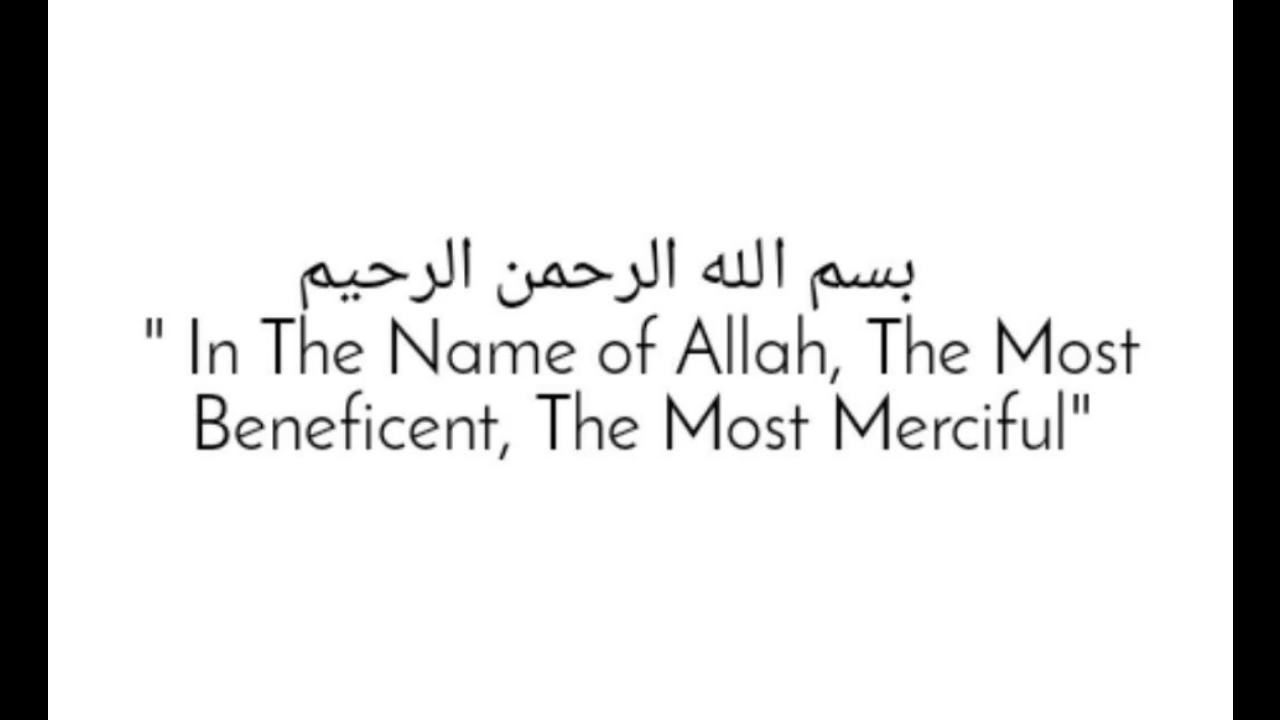 بسم الله الرحمن الرحيم
" In The Name of Allah, The Most
Beneficent, The Most Merciful"